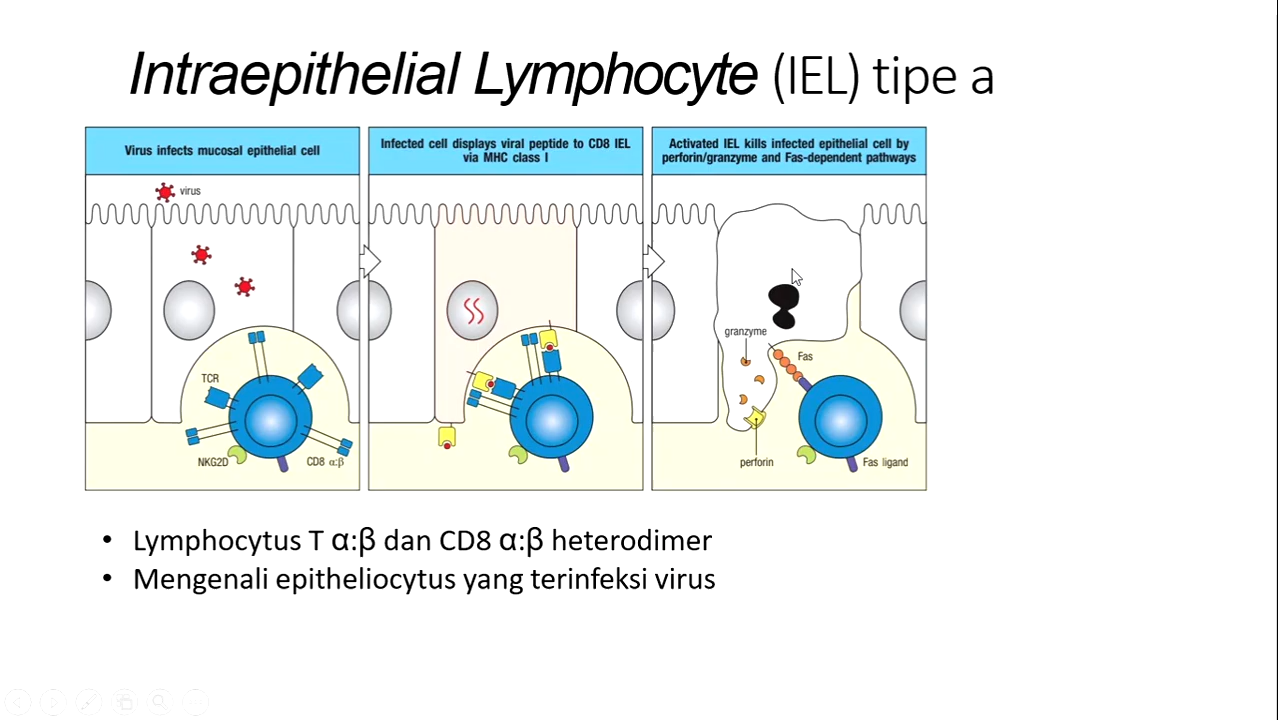 Intraepithelial Lymphocyte (IEL) tipe a
Virus infects mucosal epithelial cell
Infected cell displays viral peptide to CD8 IEL
via MHC class I
Activated IEL kills infected epithelial cell by
perforin/granzyme and Fas-dependent pathways
virus
TCR
NKG2D
CD8 α:β
granzyme
Fas
perforin
Fas ligand
• Lymphocytus T α:β dan CD8 α:β heterodimer
• Mengenali epitheliocytus yang terinfeksi virus